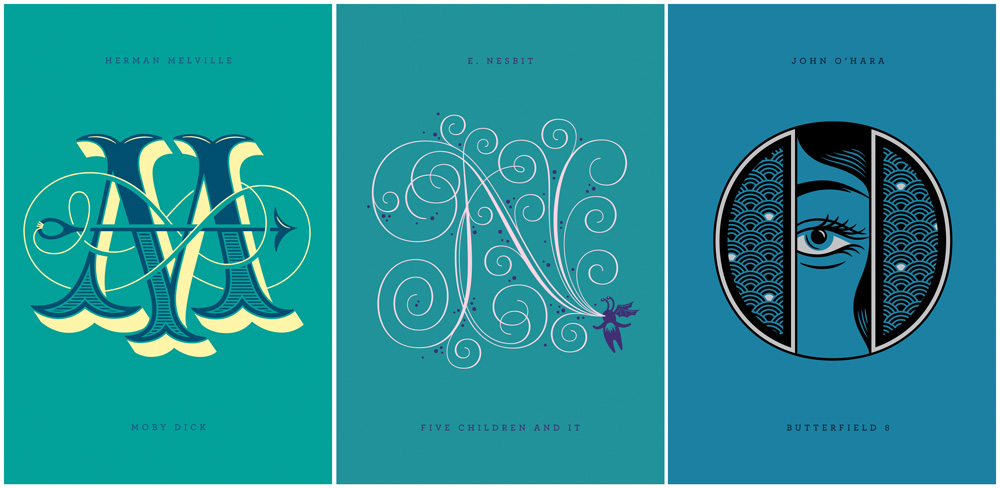 HERMAN MELVILLE
M
MOBY DICK
E. NESBIT
N
FIVE CHILDREN AND IT
JOHN O'HARA
O
BUTTERFIELD 8